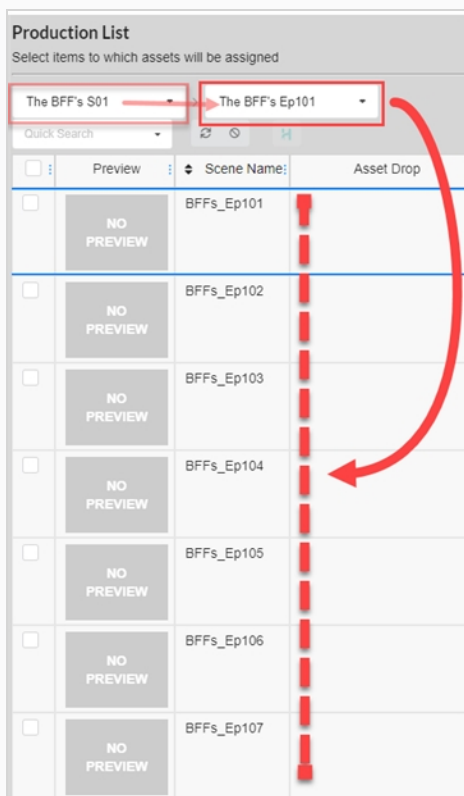 Production List
Select items to which assets will be assigned
The BFF's S01 > The BFF's Ep101
Quick Search
Preview Scene Name Asset Drop
NO PREVIEW BFFs_Ep101
NO PREVIEW BFFs_Ep102
NO PREVIEW BFFs_Ep103
NO PREVIEW BFFs_Ep104
NO PREVIEW BFFs_Ep105
NO PREVIEW BFFs_Ep106
NO PREVIEW BFFs_Ep107